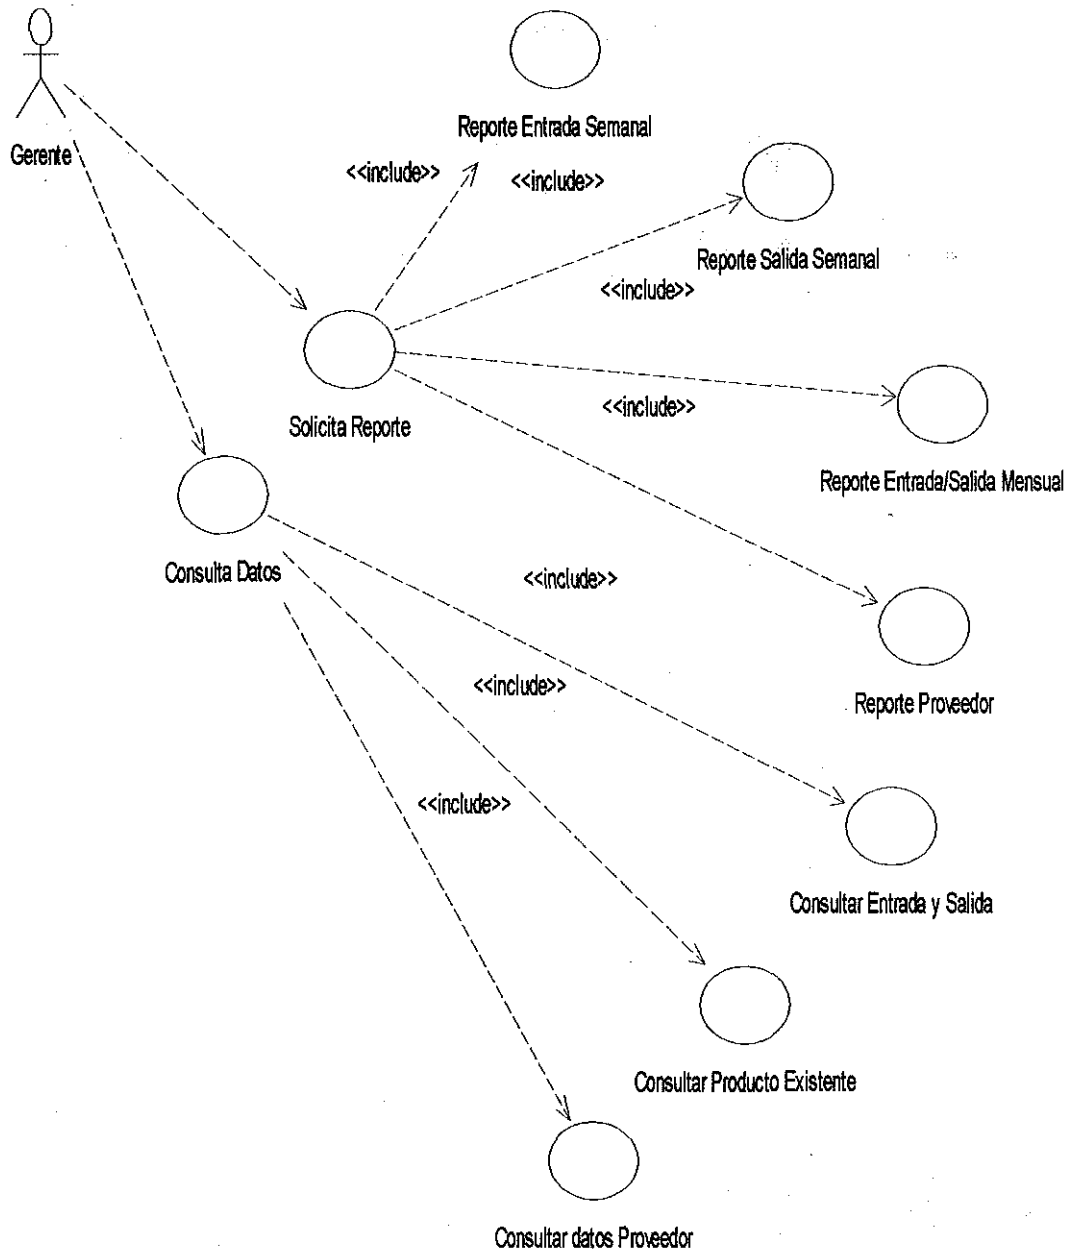 Gerente
Reporte Entrada Semanal
<<include>>
<<include>>
Reporte Salida Semanal
<<include>>
Solicita Reporte
<<include>>
Reporte Entrada/Salida Mensual
Consulta Datos
<<include>>
<<include>>
Reporte Proveedor
<<include>>
Consultar Entrada y Salida
Consultar Producto Existente
Consultar datos Proveedor